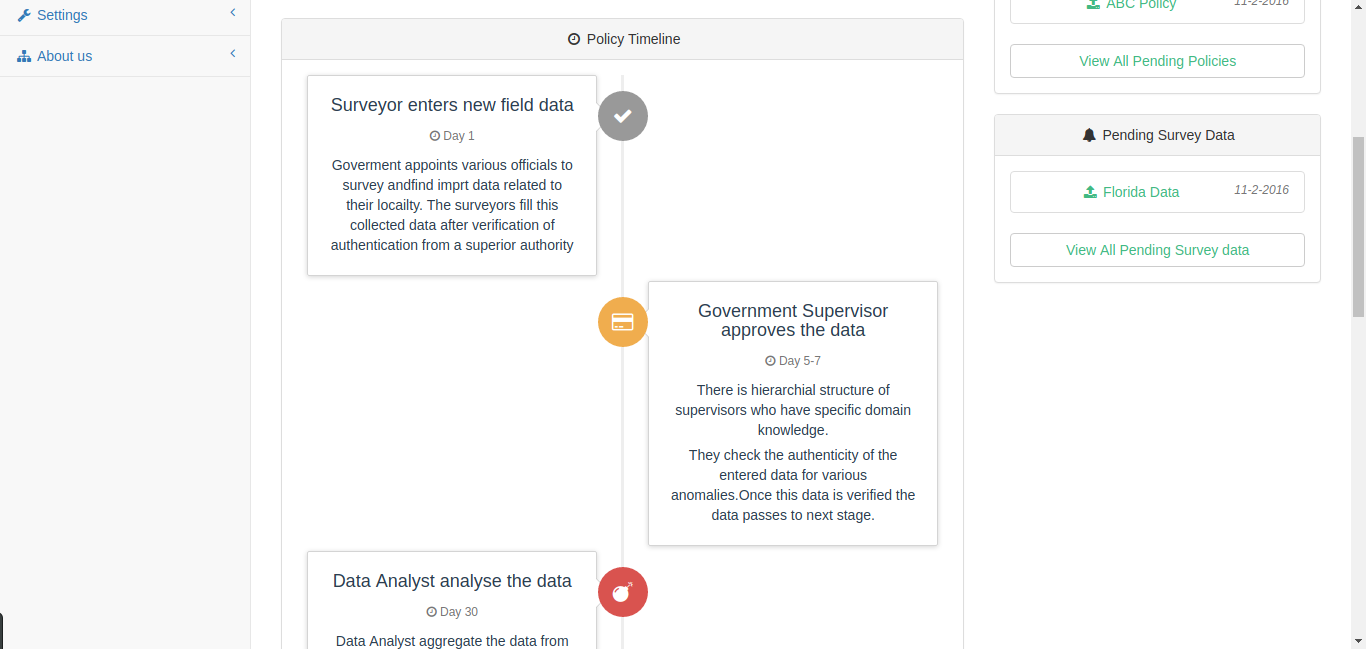 Settings
About us
Policy Timeline
Surveyor enters new field data
Day 1
Goverment appoints various officials to
survey andfind imprt data related to
their locailty. The surveyors fill this
collected data after verification of
authentication from a superior authority
Government Supervisor
approves the data
Day 5-7
There is hierarchial structure of
supervisors who have specific domain
knowledge.
They check the authenticity of the
entered data for various
anomalies.Once this data is verified the
data passes to next stage.
Data Analyst analyse the data
Day 30
Data Analyst aggregate the data from
ABC Policy 11-2-2016
View All Pending Policies
Pending Survey Data
Florida Data 11-2-2016
View All Pending Survey data